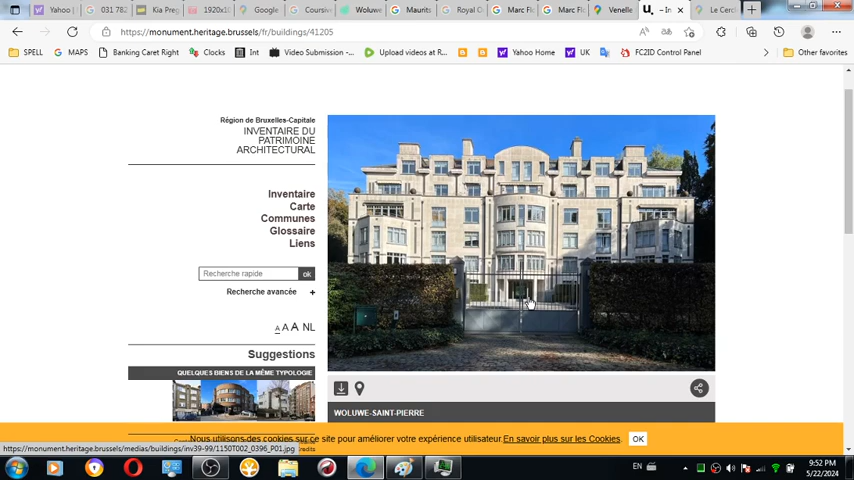 Yahoo
031 782
Kia Preg
1920x10
Google
Coursiv
Woluwe
Maurits
Royal O
Marc Fl
Marc Fl
Venelle
– In
Le Cercl
https://monument.heritage.brussels/fr/buildings/41205
SPELL
MAPS
Banking Caret Right
Clocks
Int
Video Submission -...
Upload videos at R...
Yahoo Home
UK
FC2ID Control Panel
Other favorites
Région de Bruxelles-Capitale
INVENTAIRE DU
PATRIMOINE
ARCHITECTURAL
Inventaire
Carte
Communes
Glossaire
Liens
Recherche rapide
ok
Recherche avancée +
A A A NL
Suggestions
QUELQUES BIENS DE LA MÊME TYPOLOGIE
WOLUWE-SAINT-PIERRE
Nous utilisons des cookies sur ce site pour améliorer votre expérience utilisateur. En savoir plus sur les Cookies. OK
https://monument.heritage.brussels/medias/buildings/inv39-99/1150T002_0396_P01.jpg
EN
9:52 PM
5/22/2024